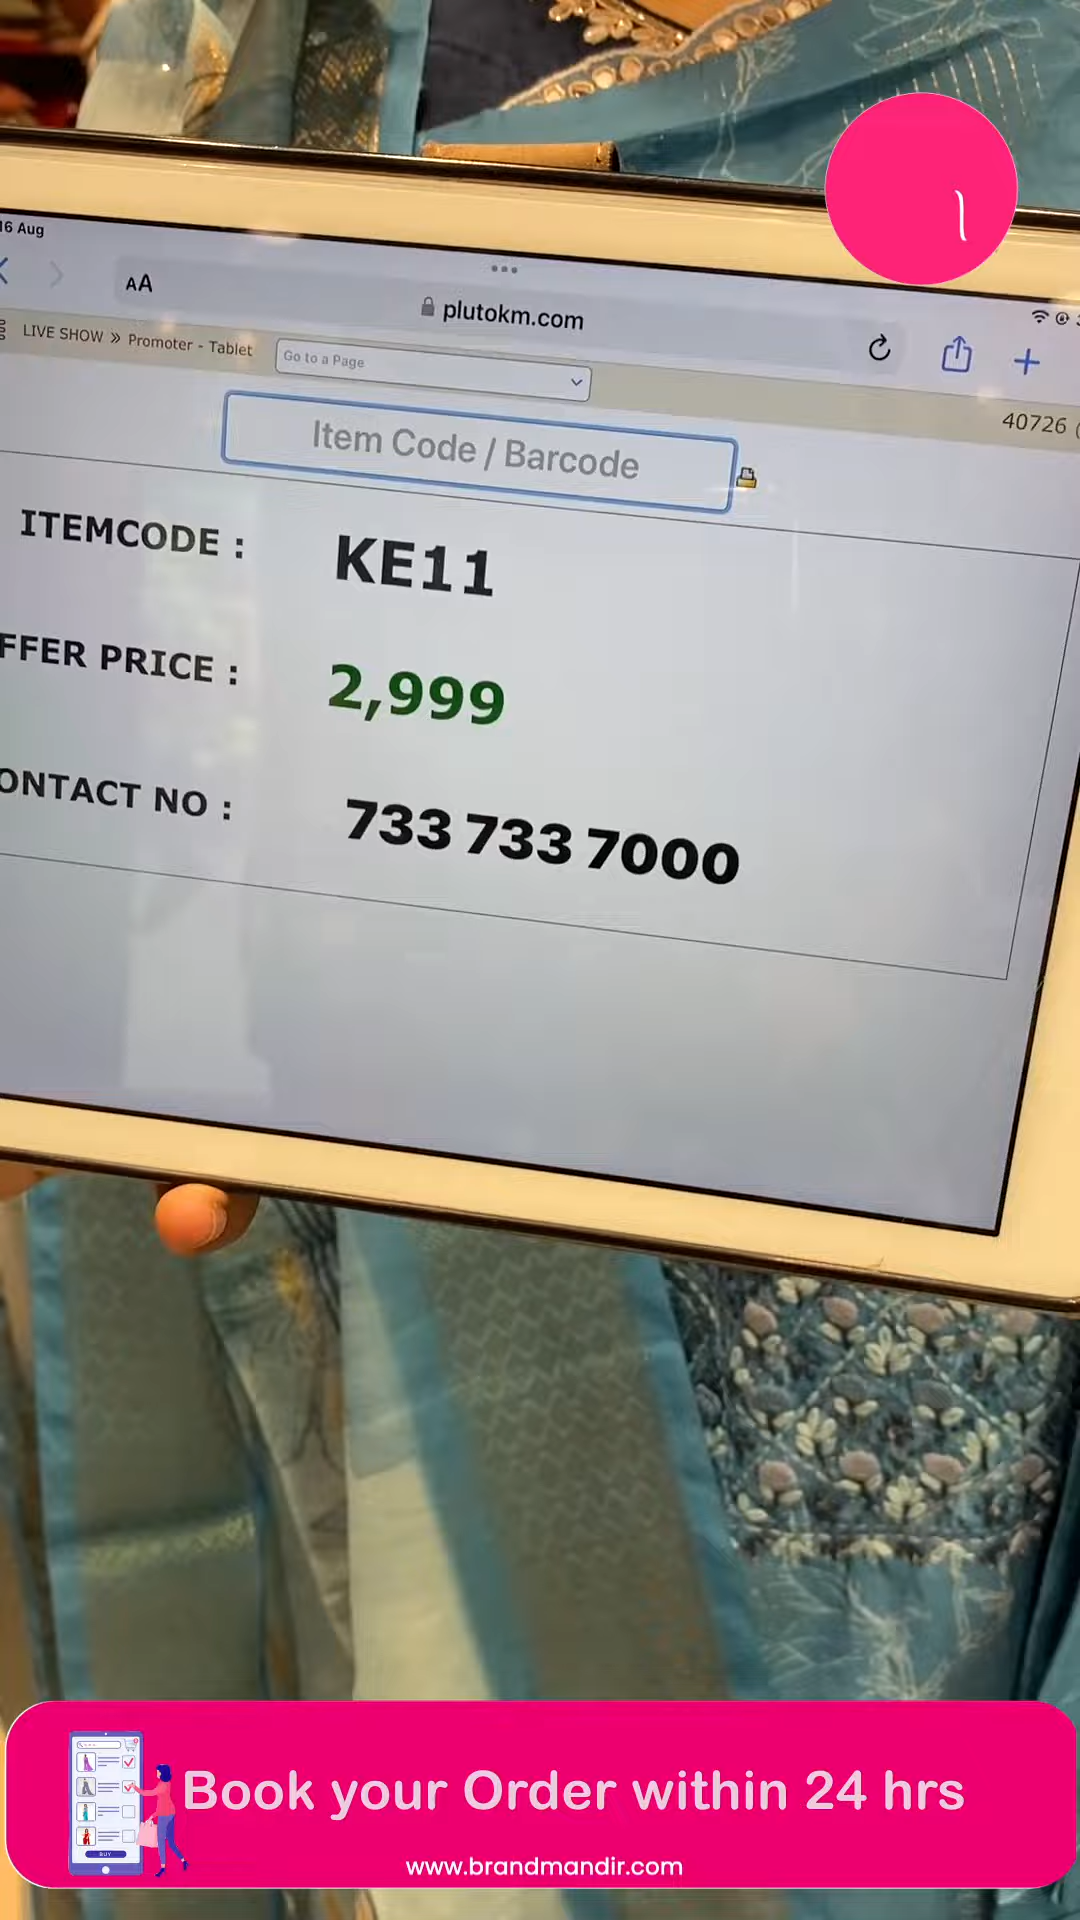 16 Aug
AA
plutokm.com
LIVE SHOW » Promoter - Tablet
Go to a Page
40726
Item Code / Barcode
ITEMCODE : KE11
FFER PRICE : 2,999
ONTACT NO : 733 733 7000
Book your Order within 24 hrs
BUY
www.brandmandir.com